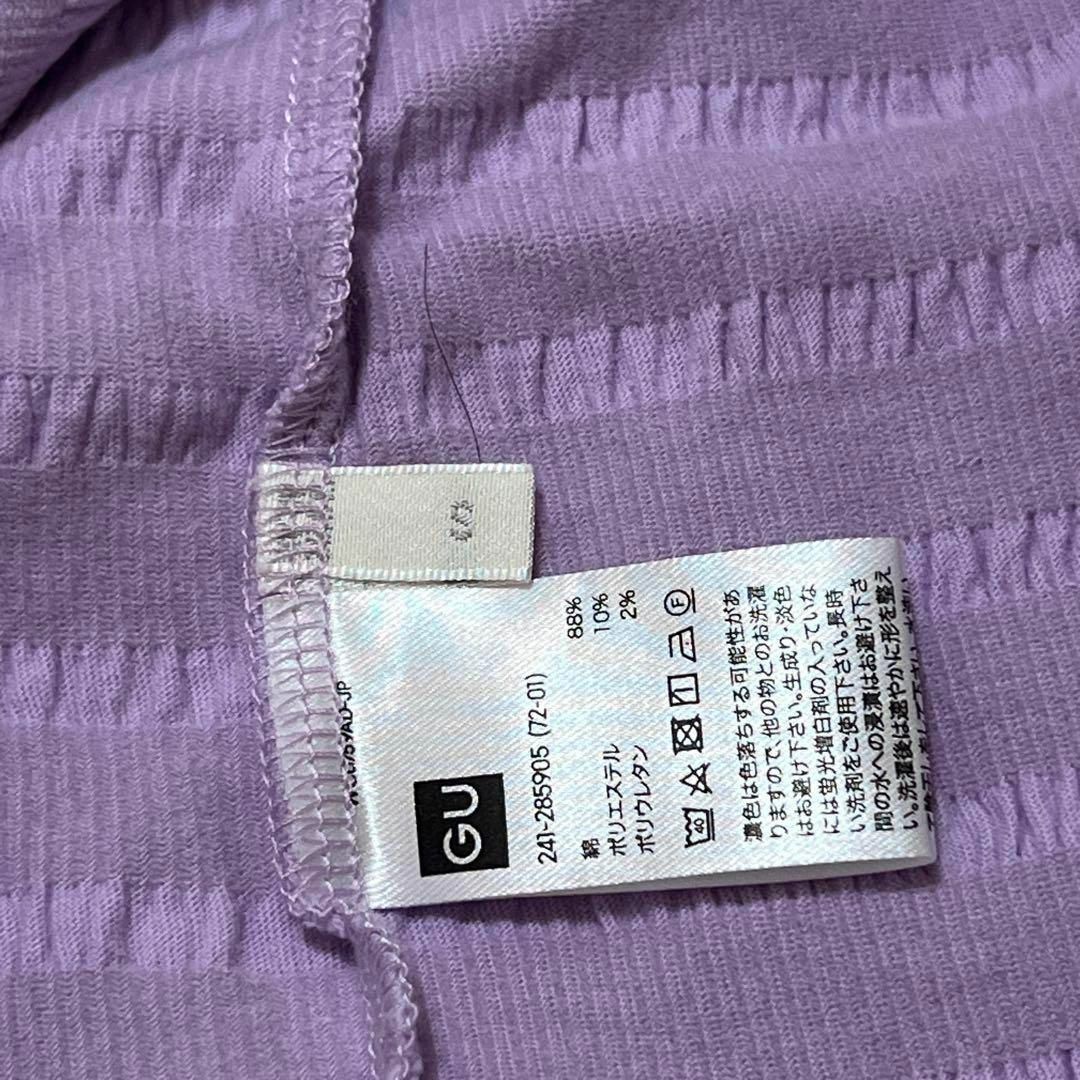 GU
241-285905 (72-01)
綿 88%
ポリエステル 10%
ポリウレタン 2%
40
F
濃色は色落ちする可能性があ
りますので、他の物とのお洗濯
はお避け下さい。生成り・淡色
には蛍光増白剤の入っていな
い洗剤をご使用下さい。長時
間の水への浸漬はお避け下さ
い。洗濯後は速やかに形を整え